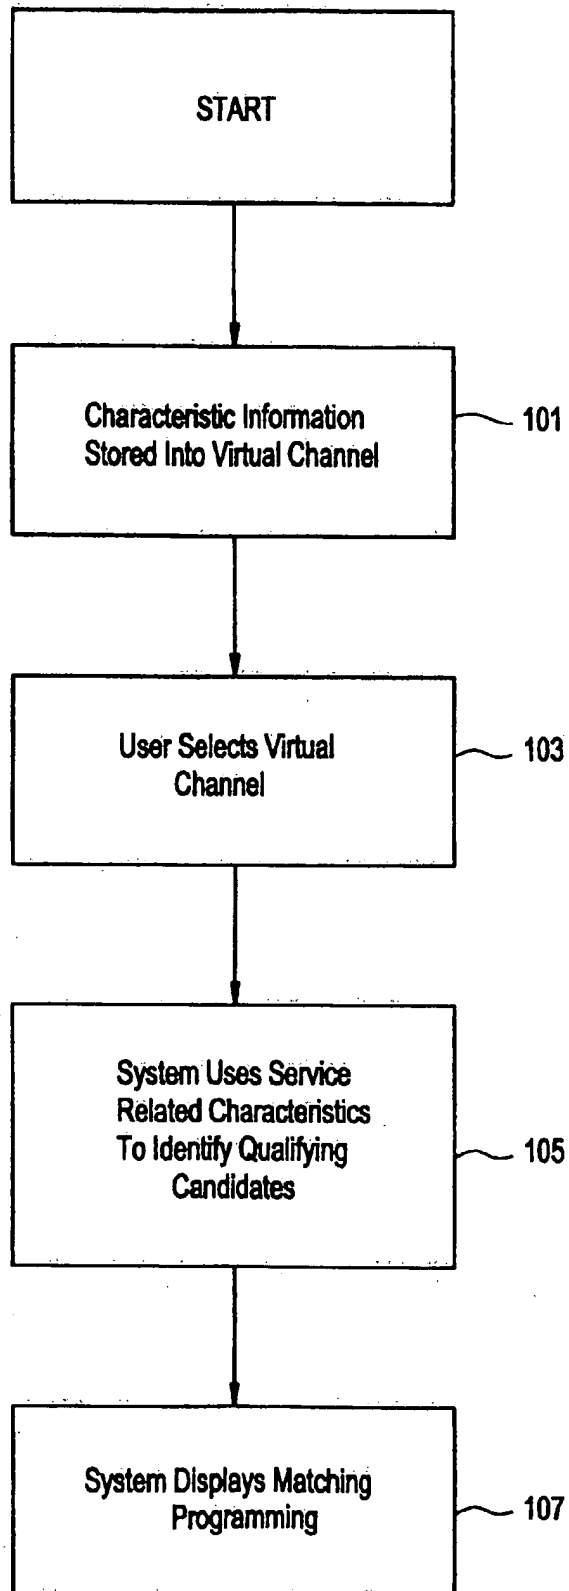 START
Characteristic Information
Stored Into Virtual Channel
101
User Selects Virtual
Channel
103
System Uses Service
Related Characteristics
To Identify Qualifying
Candidates
105
System Displays Matching
Programming
107